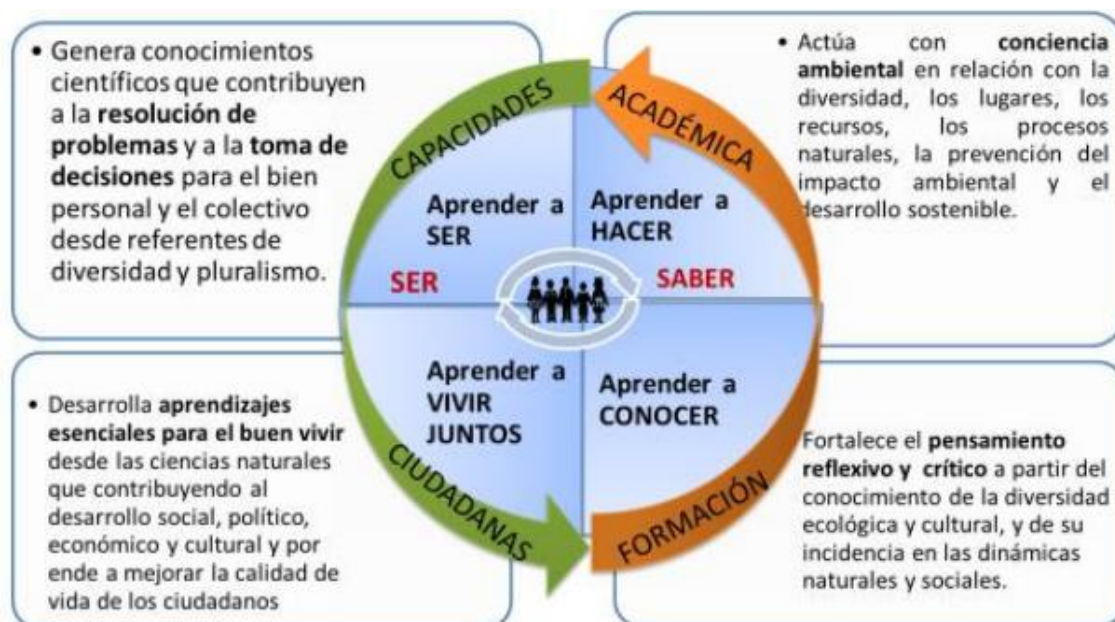 • Genera conocimientos
científicos que contribuyen
a la resolución de
problemas y a la toma de
decisiones para el bien
personal y el colectivo
desde referentes de
diversidad y pluralismo.
• Actúa con conciencia
ambiental en relación con la
diversidad, los lugares, los
recursos, los procesos
naturales, la prevención del
impacto ambiental y el
desarrollo sostenible.
CAPACIDADES
ACADÉMICA
Aprender a
SER
SER
Aprender a
HACER
SABER
Aprender a
VIVIR
JUNTOS
Aprender a
CONOCER
CIUDADANAS
FORMACIÓN
• Desarrolla aprendizajes
esenciales para el buen vivir
desde las ciencias naturales
que contribuyendo al
desarrollo social, político,
económico y cultural y por
ende a mejorar la calidad de
vida de los ciudadanos
Fortalece el pensamiento
reflexivo y crítico a partir del
conocimiento de la diversidad
ecológica y cultural, y de su
incidencia en las dinámicas
naturales y sociales.